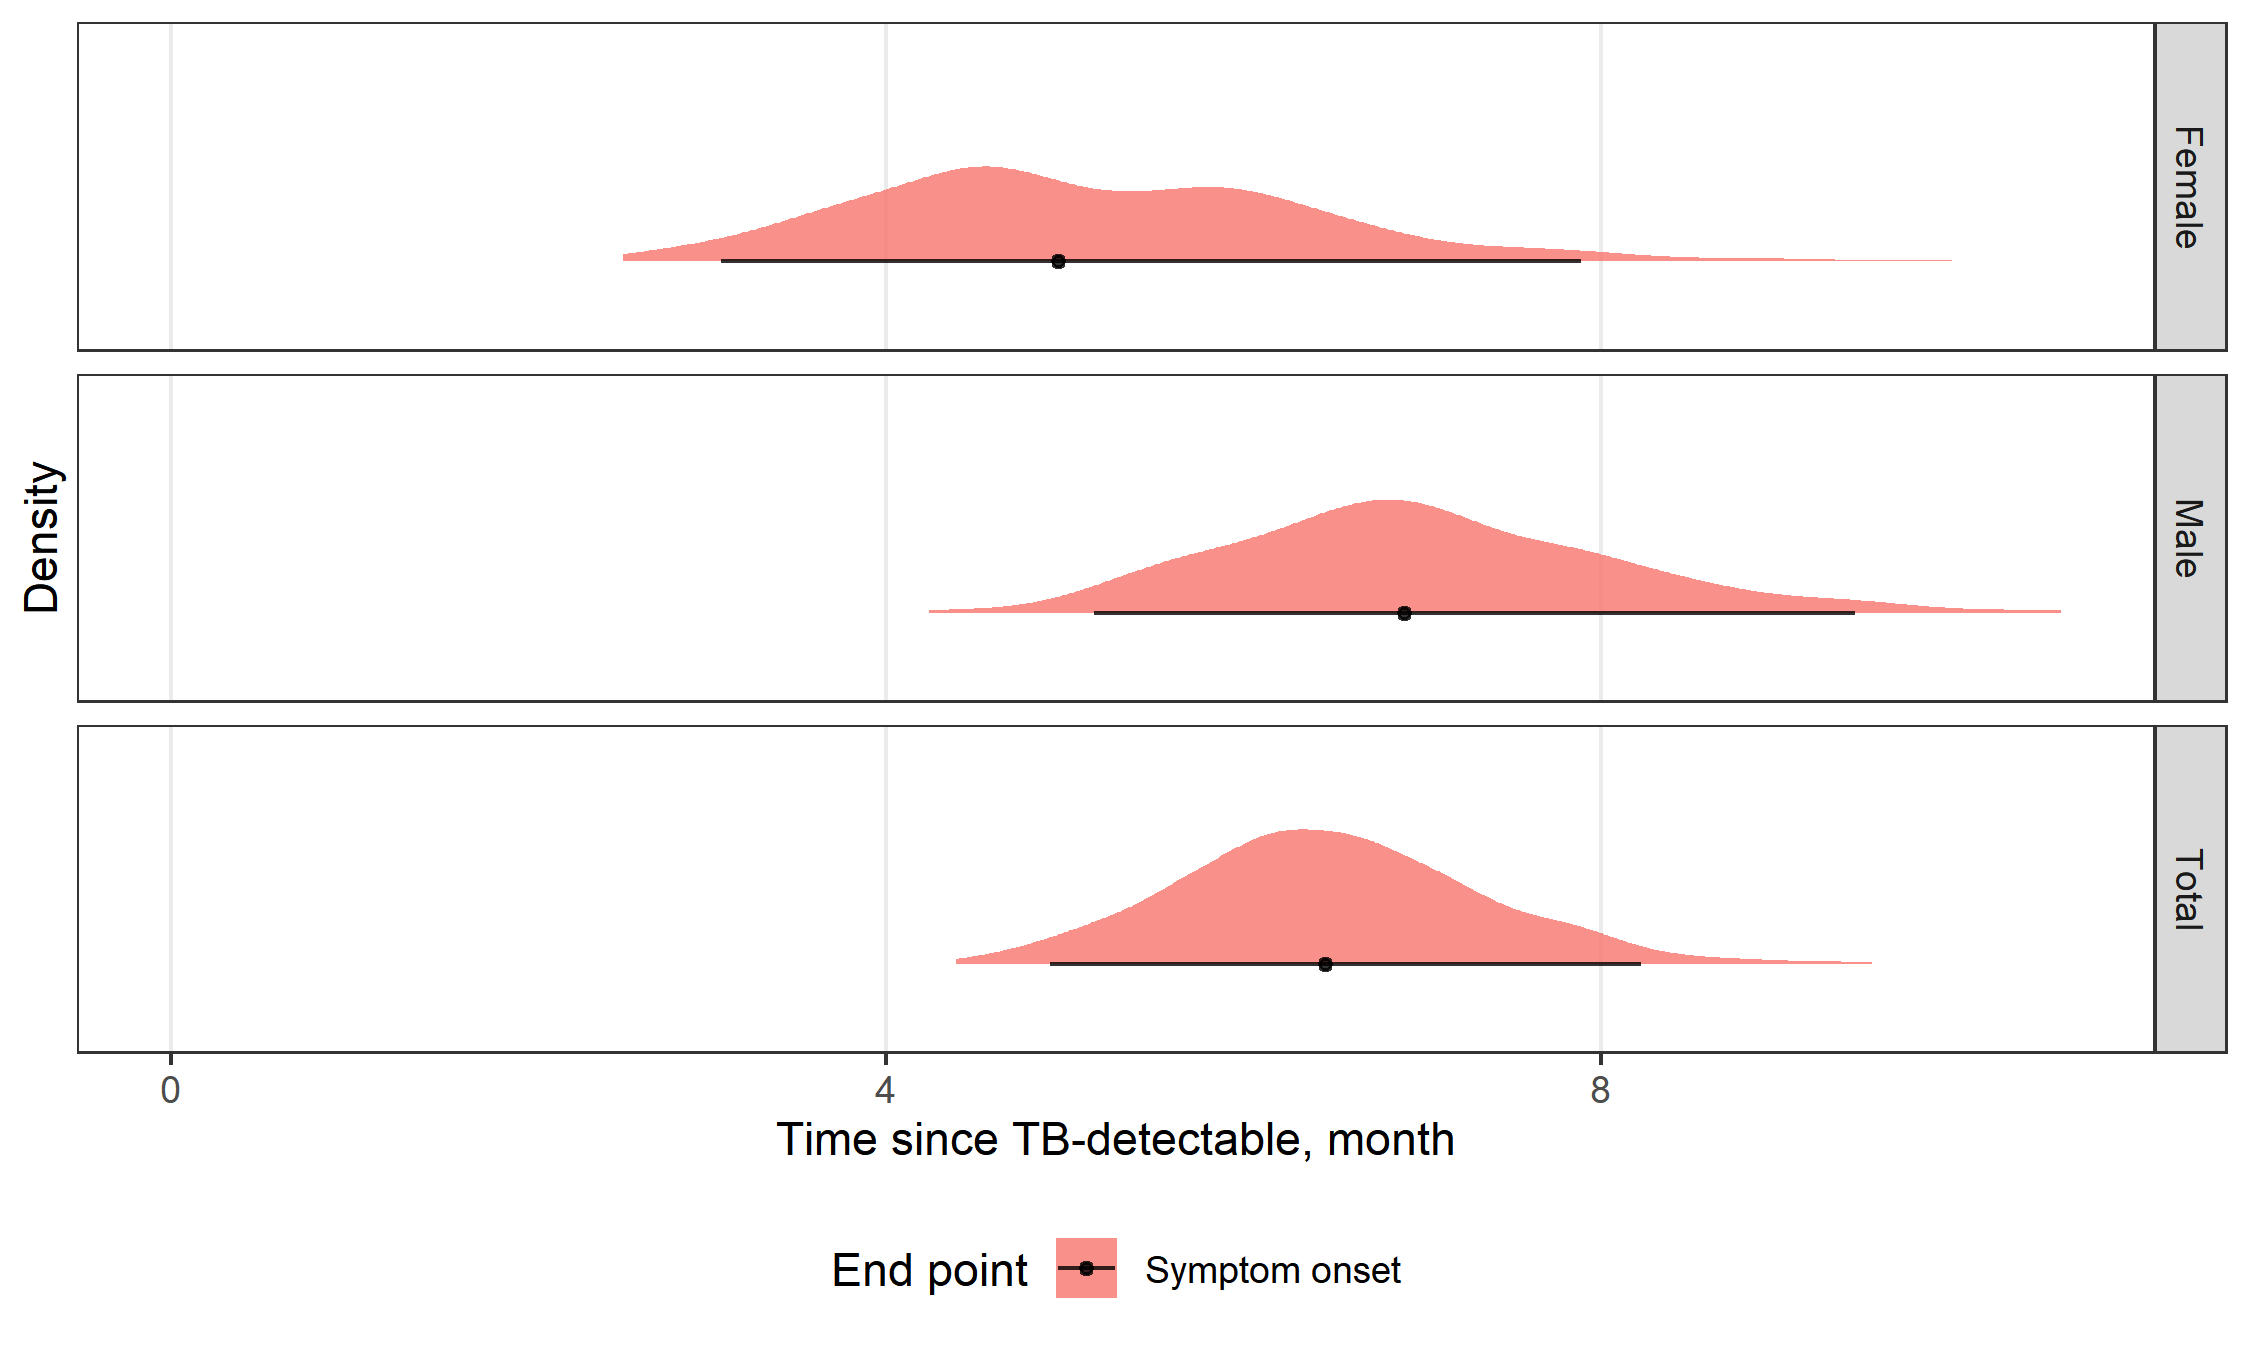 Female
Male
Total
Density
0
4
8
Time since TB-detectable, month
End point
Symptom onset